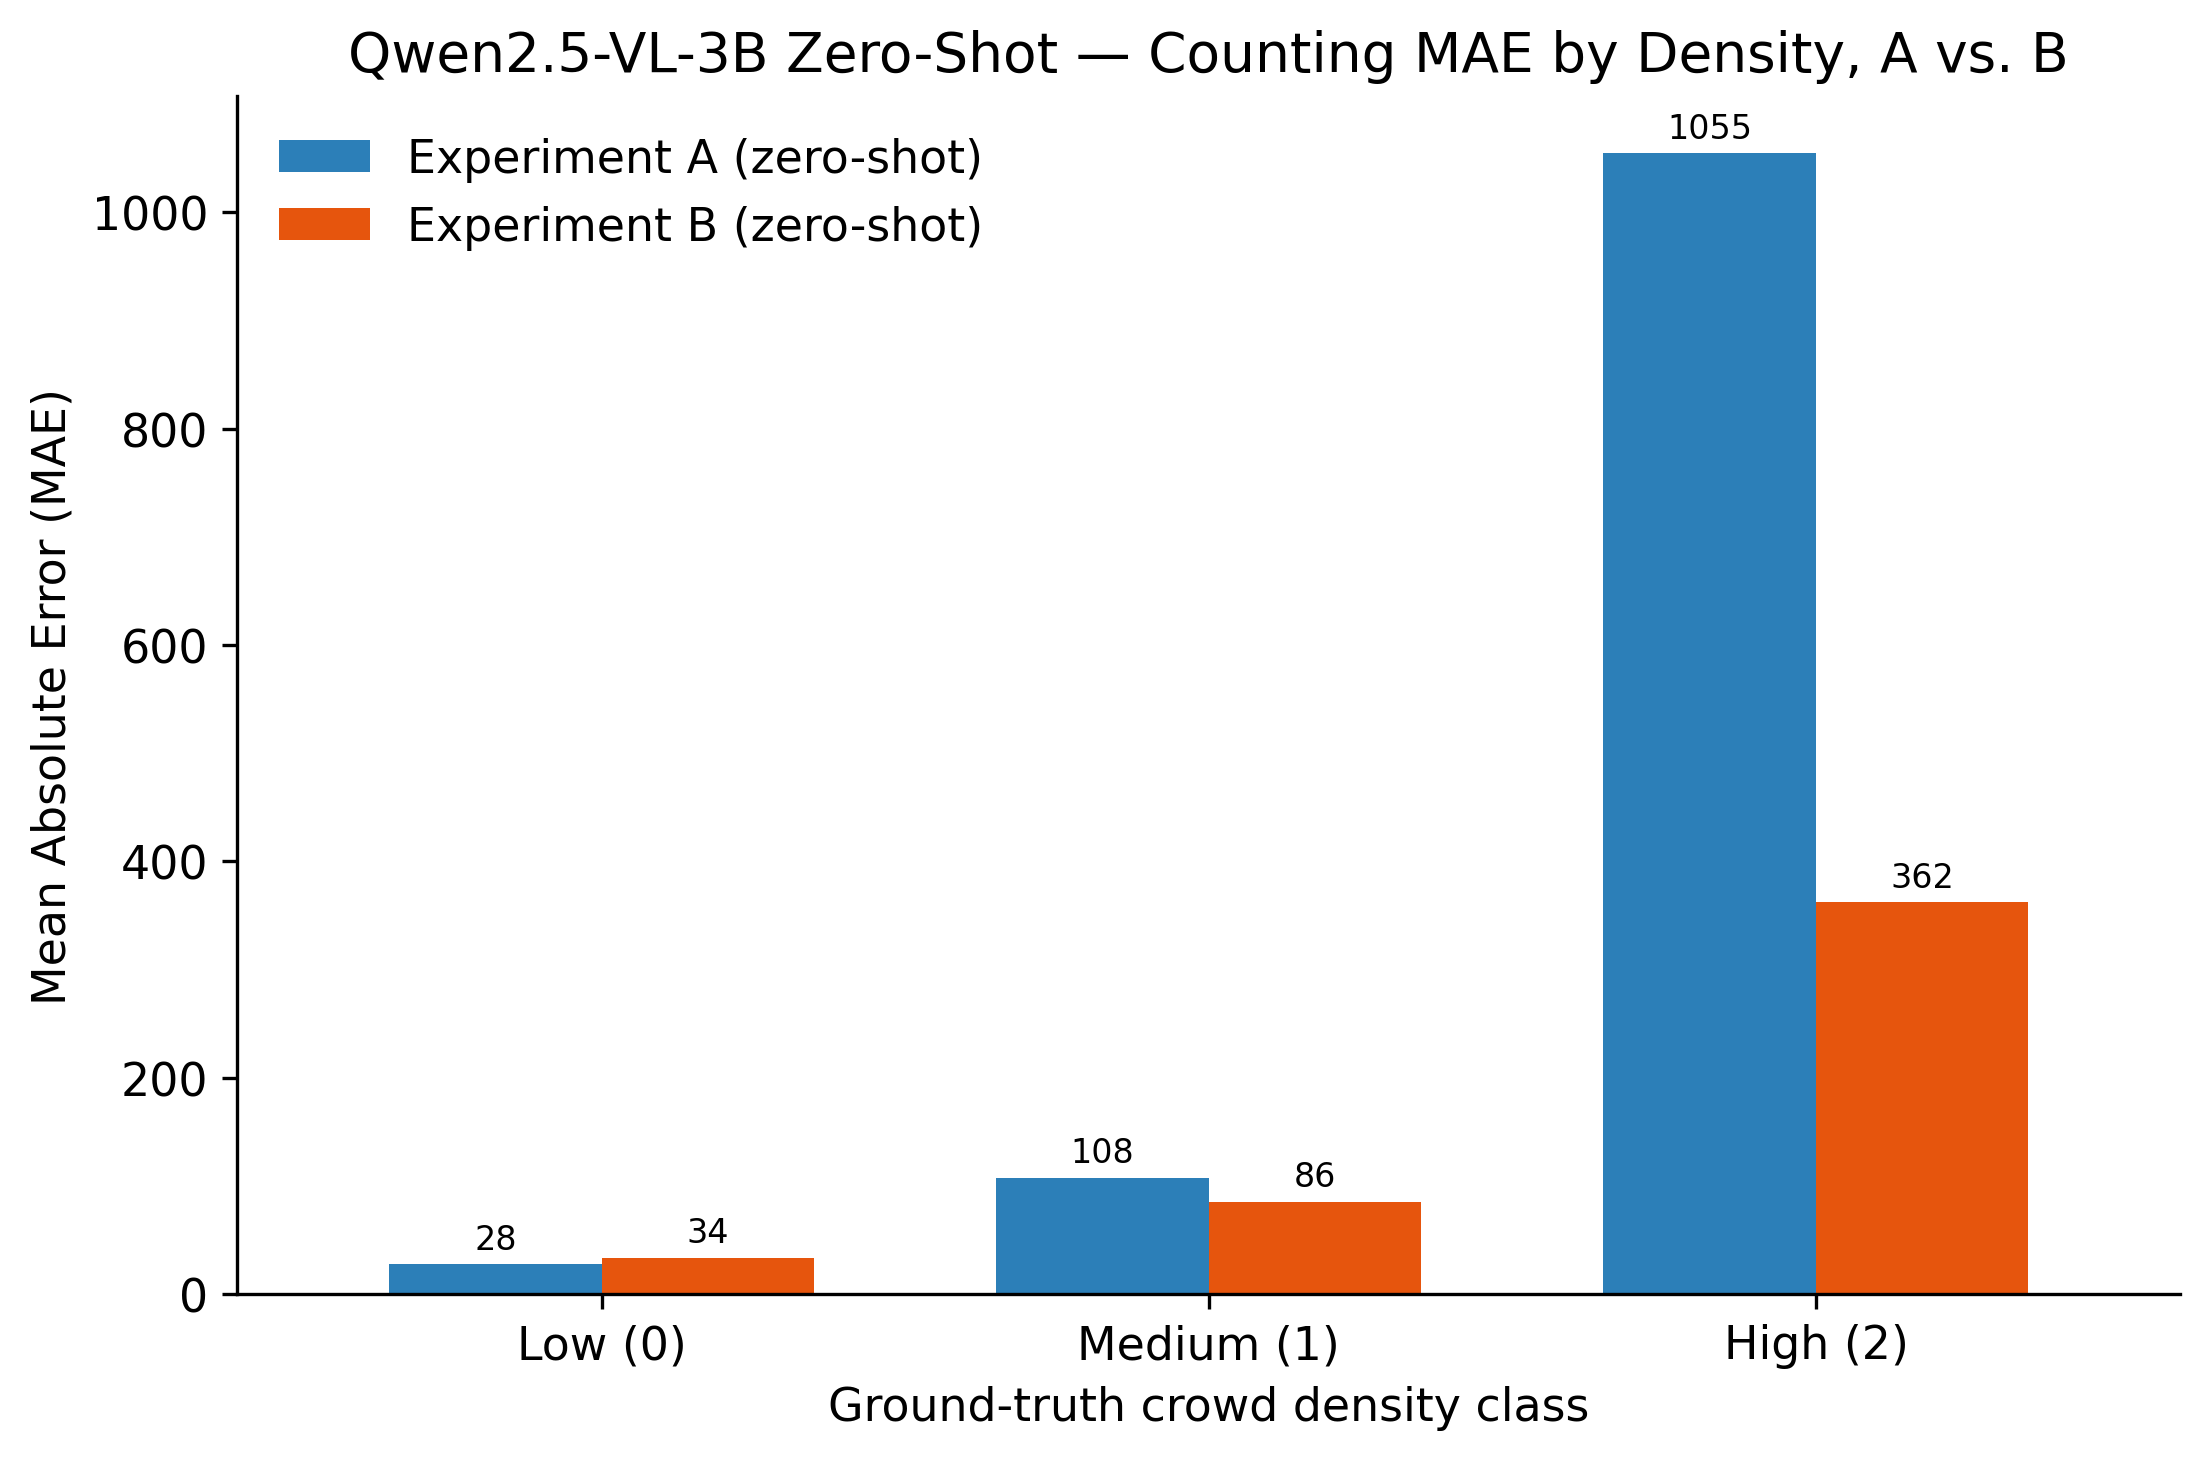 Qwen2.5-VL-3B Zero-Shot — Counting MAE by Density, A vs. B
Experiment A (zero-shot)
Experiment B (zero-shot)
Mean Absolute Error (MAE)
1000
800
600
400
200
0
28
34
108
86
1055
362
Low (0)
Medium (1)
High (2)
Ground-truth crowd density class